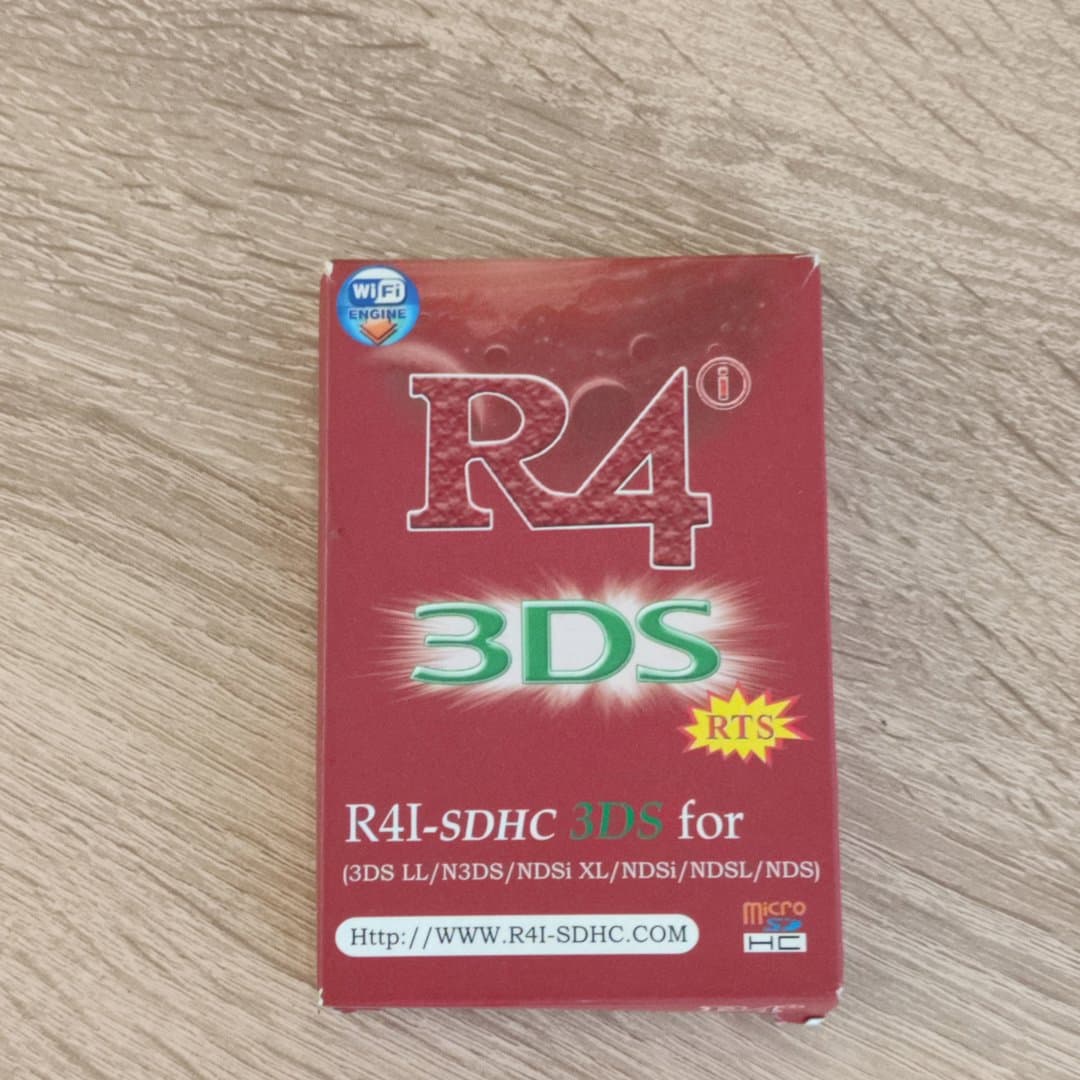 WiFi
ENGINE
R4 i
3DS
RTS
R4I-SDHC 3DS for
(3DS LL/N3DS/NDSi XL/NDSi/NDSL/NDS)
Http://WWW.R4I-SDHC.COM
micro
SD
HC